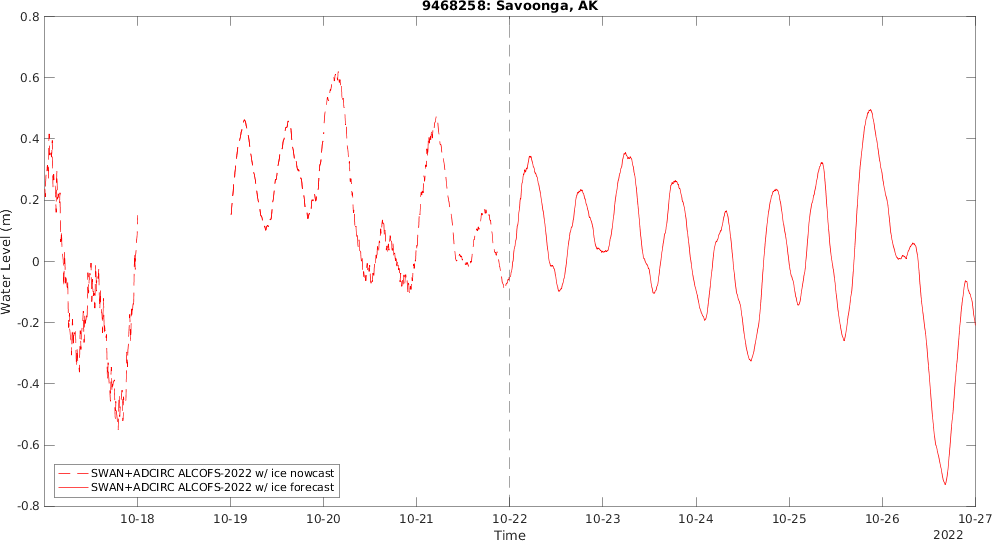 9468258: Savoonga, AK
0.8
0.6
0.4
0.2
0
-0.2
-0.4
-0.6
-0.8
Water Level (m)
SWAN+ADCIRC ALCOFS-2022 w/ ice nowcast
SWAN+ADCIRC ALCOFS-2022 w/ ice forecast
10-18 10-19 10-20 10-21 10-22 10-23 10-24 10-25 10-26 10-27
Time
2022